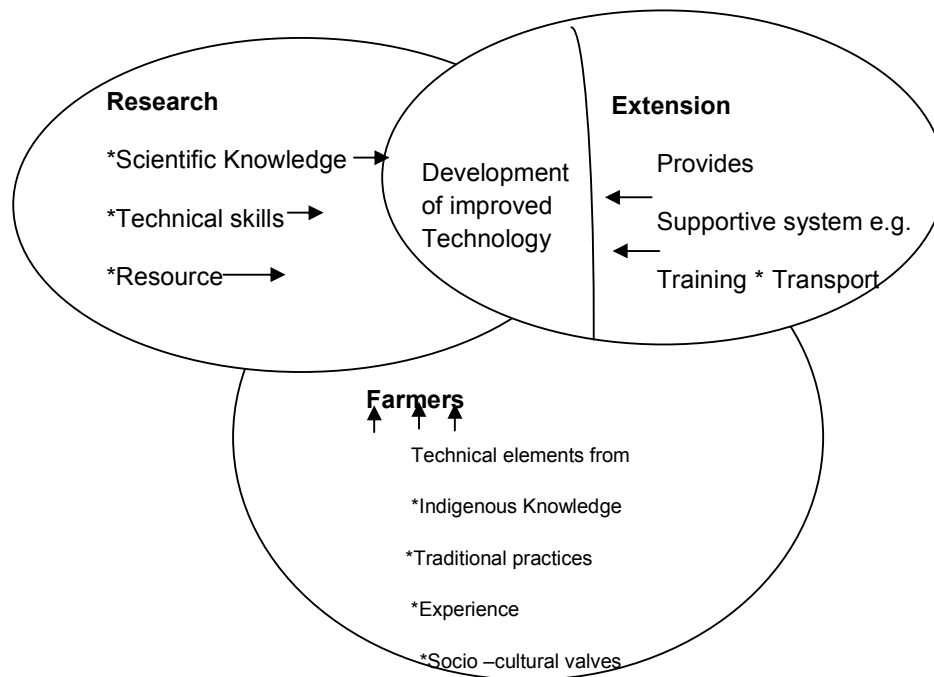 Research
*Scientific Knowledge
*Technical skills
*Resource
Development
of improved
Technology
Extension
Provides
Supportive system e.g.
Training * Transport
Farmers
Technical elements from
*Indigenous Knowledge
*Traditional practices
*Experience
*Socio –cultural valves